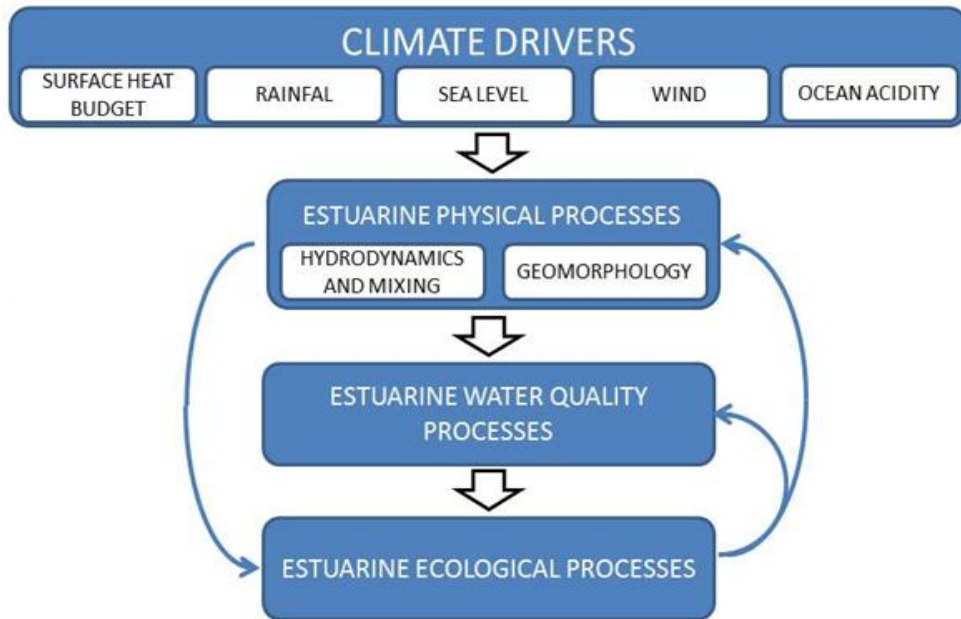 CLIMATE DRIVERS
SURFACE HEAT
BUDGET
RAINFAL
SEA LEVEL
WIND
OCEAN ACIDITY
ESTUARINE PHYSICAL PROCESSES
HYDRODYNAMICS
AND MIXING
GEOMORPHOLOGY
ESTUARINE WATER QUALITY
PROCESSES
ESTUARINE ECOLOGICAL PROCESSES